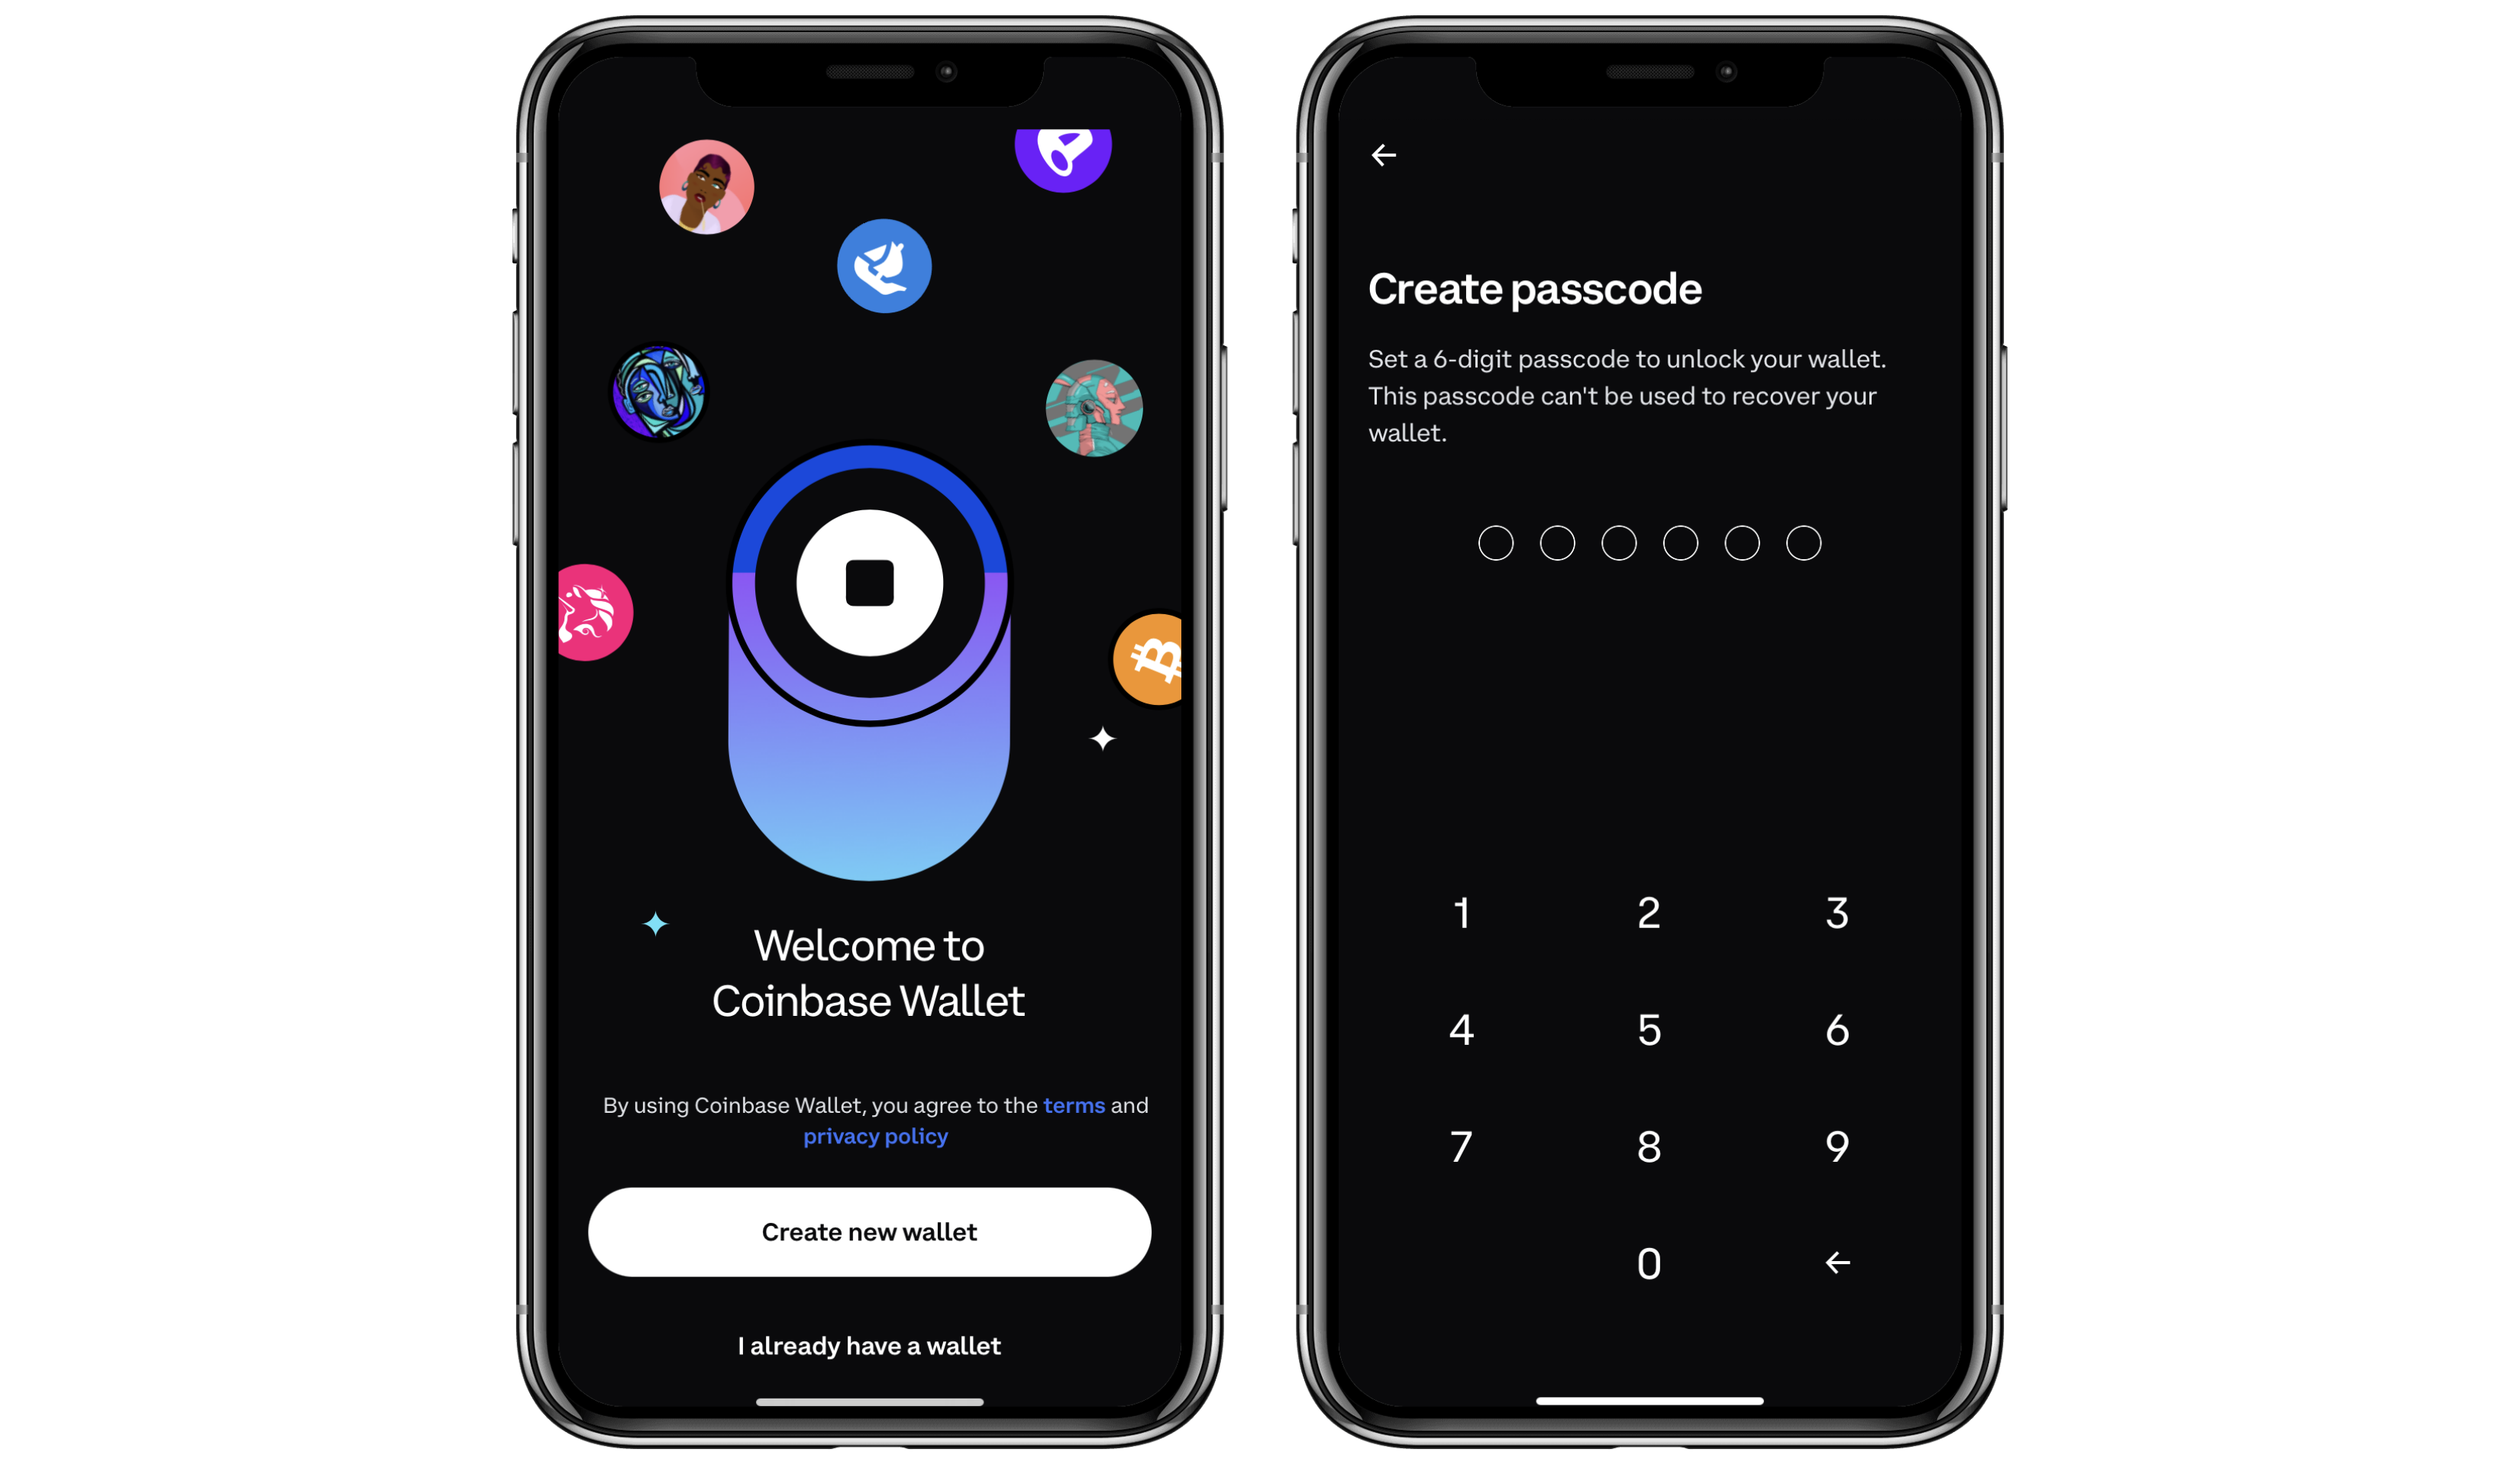 Welcome to
Coinbase Wallet
By using Coinbase Wallet, you agree to the terms and
privacy policy
Create new wallet
I already have a wallet
Create passcode
Set a 6-digit passcode to unlock your wallet.
This passcode can't be used to recover your
wallet.
1 2 3
4 5 6
7 8 9
0